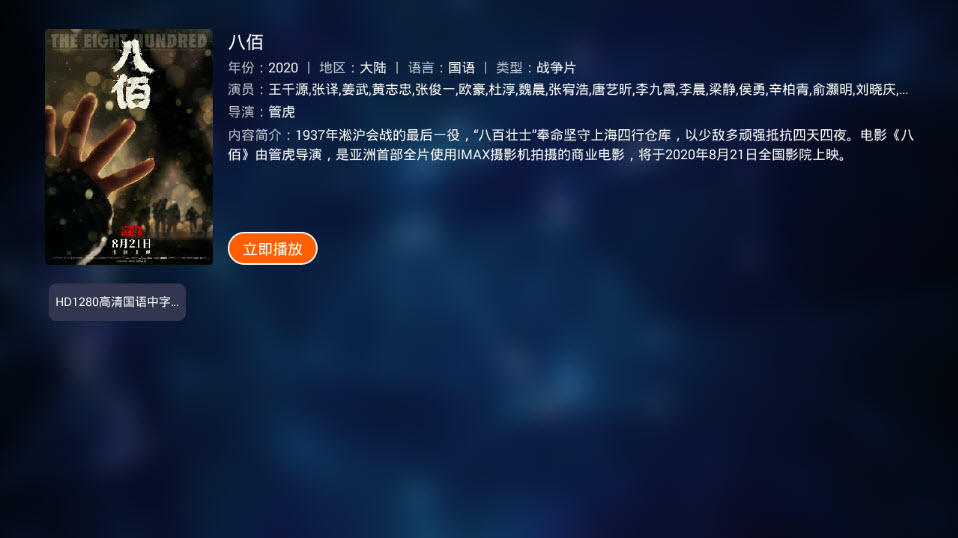 THE EIGHT HUNDRED
八佰
8月21日
八佰
年份：2020 | 地区：大陆 | 语言：国语 | 类型：战争片
演员：王千源,张译,姜武,黄志忠,张俊一,欧豪,杜淳,魏晨,张宥浩,唐艺昕,李九霄,李晨,梁静,侯勇,辛柏青,俞灏明,刘晓庆,...
导演：管虎
内容简介：1937年淞沪会战的最后一役，“八百壮士”奉命坚守上海四行仓库，以少敌多顽强抵抗四天四夜。电影《八
佰》由管虎导演，是亚洲首部全片使用IMAX摄影机拍摄的商业电影，将于2020年8月21日全国影院上映。
立即播放
HD1280高清国语中字...